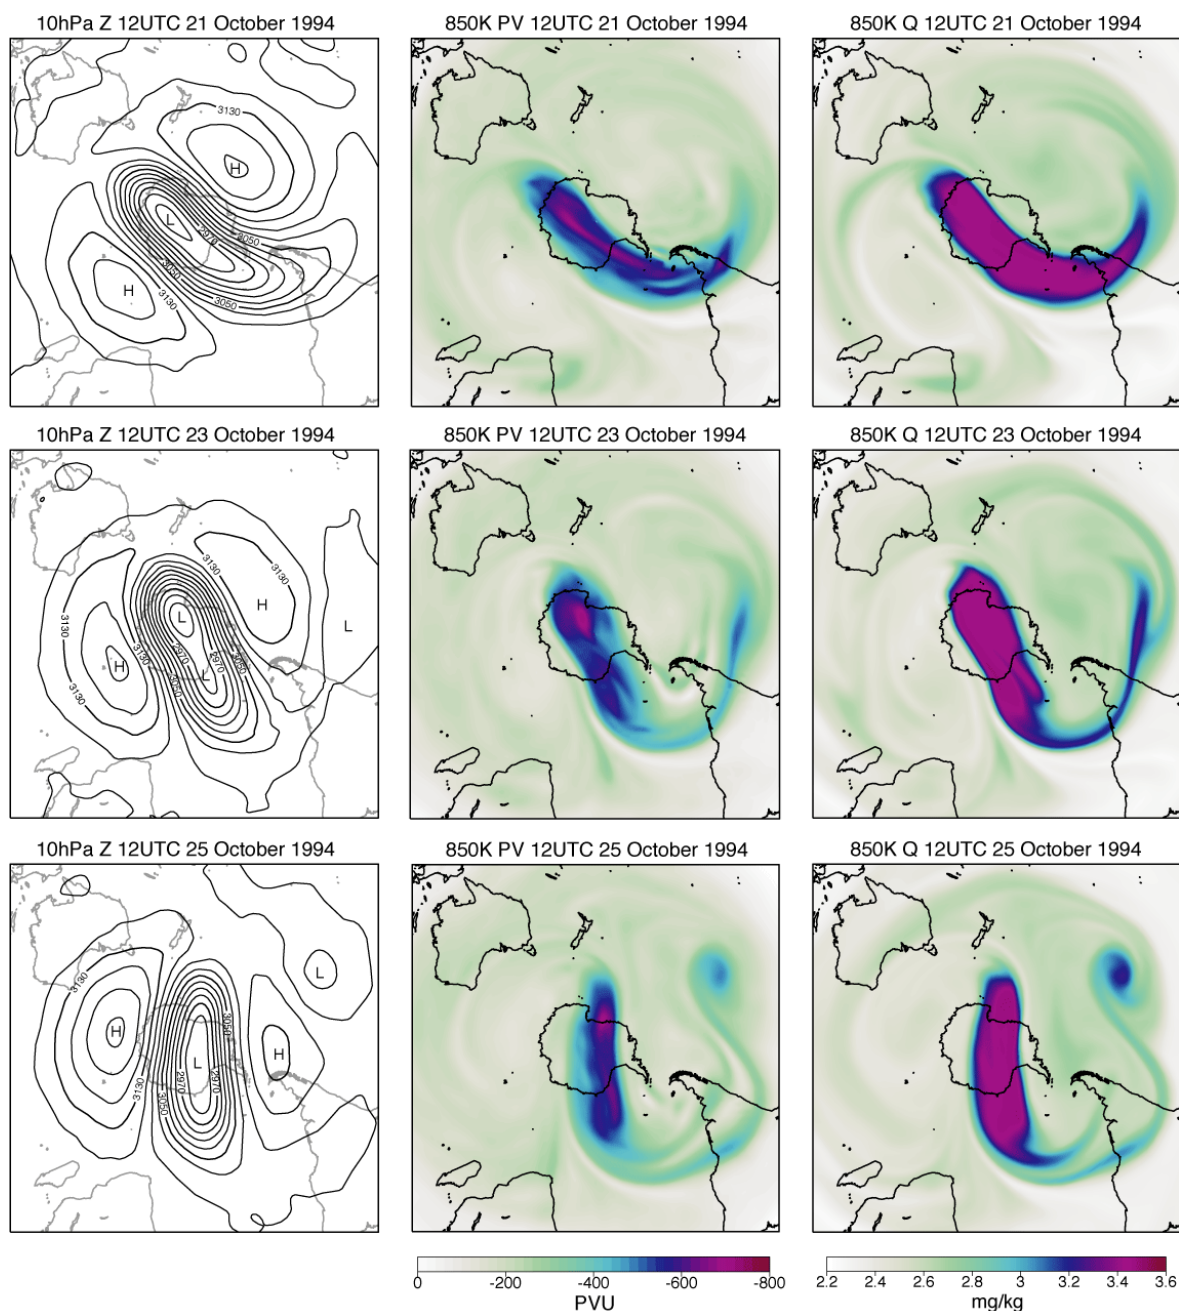 10hPa Z 12UTC 21 October 1994
850K PV 12UTC 21 October 1994
850K Q 12UTC 21 October 1994
3130
H
L
2970
3050
3050
H
3130
3050
10hPa Z 12UTC 23 October 1994
850K PV 12UTC 23 October 1994
850K Q 12UTC 23 October 1994
3130
3130
H
L
L
3130
H
2970
2970
3050
3050
L
10hPa Z 12UTC 25 October 1994
850K PV 12UTC 25 October 1994
850K Q 12UTC 25 October 1994
3130
L
H
3050
H
L
3130
2970
2970
3050
0 -200 -400 -600 -800
PVU
2.2 2.4 2.6 2.8 3 3.2 3.4 3.6
mg/kg